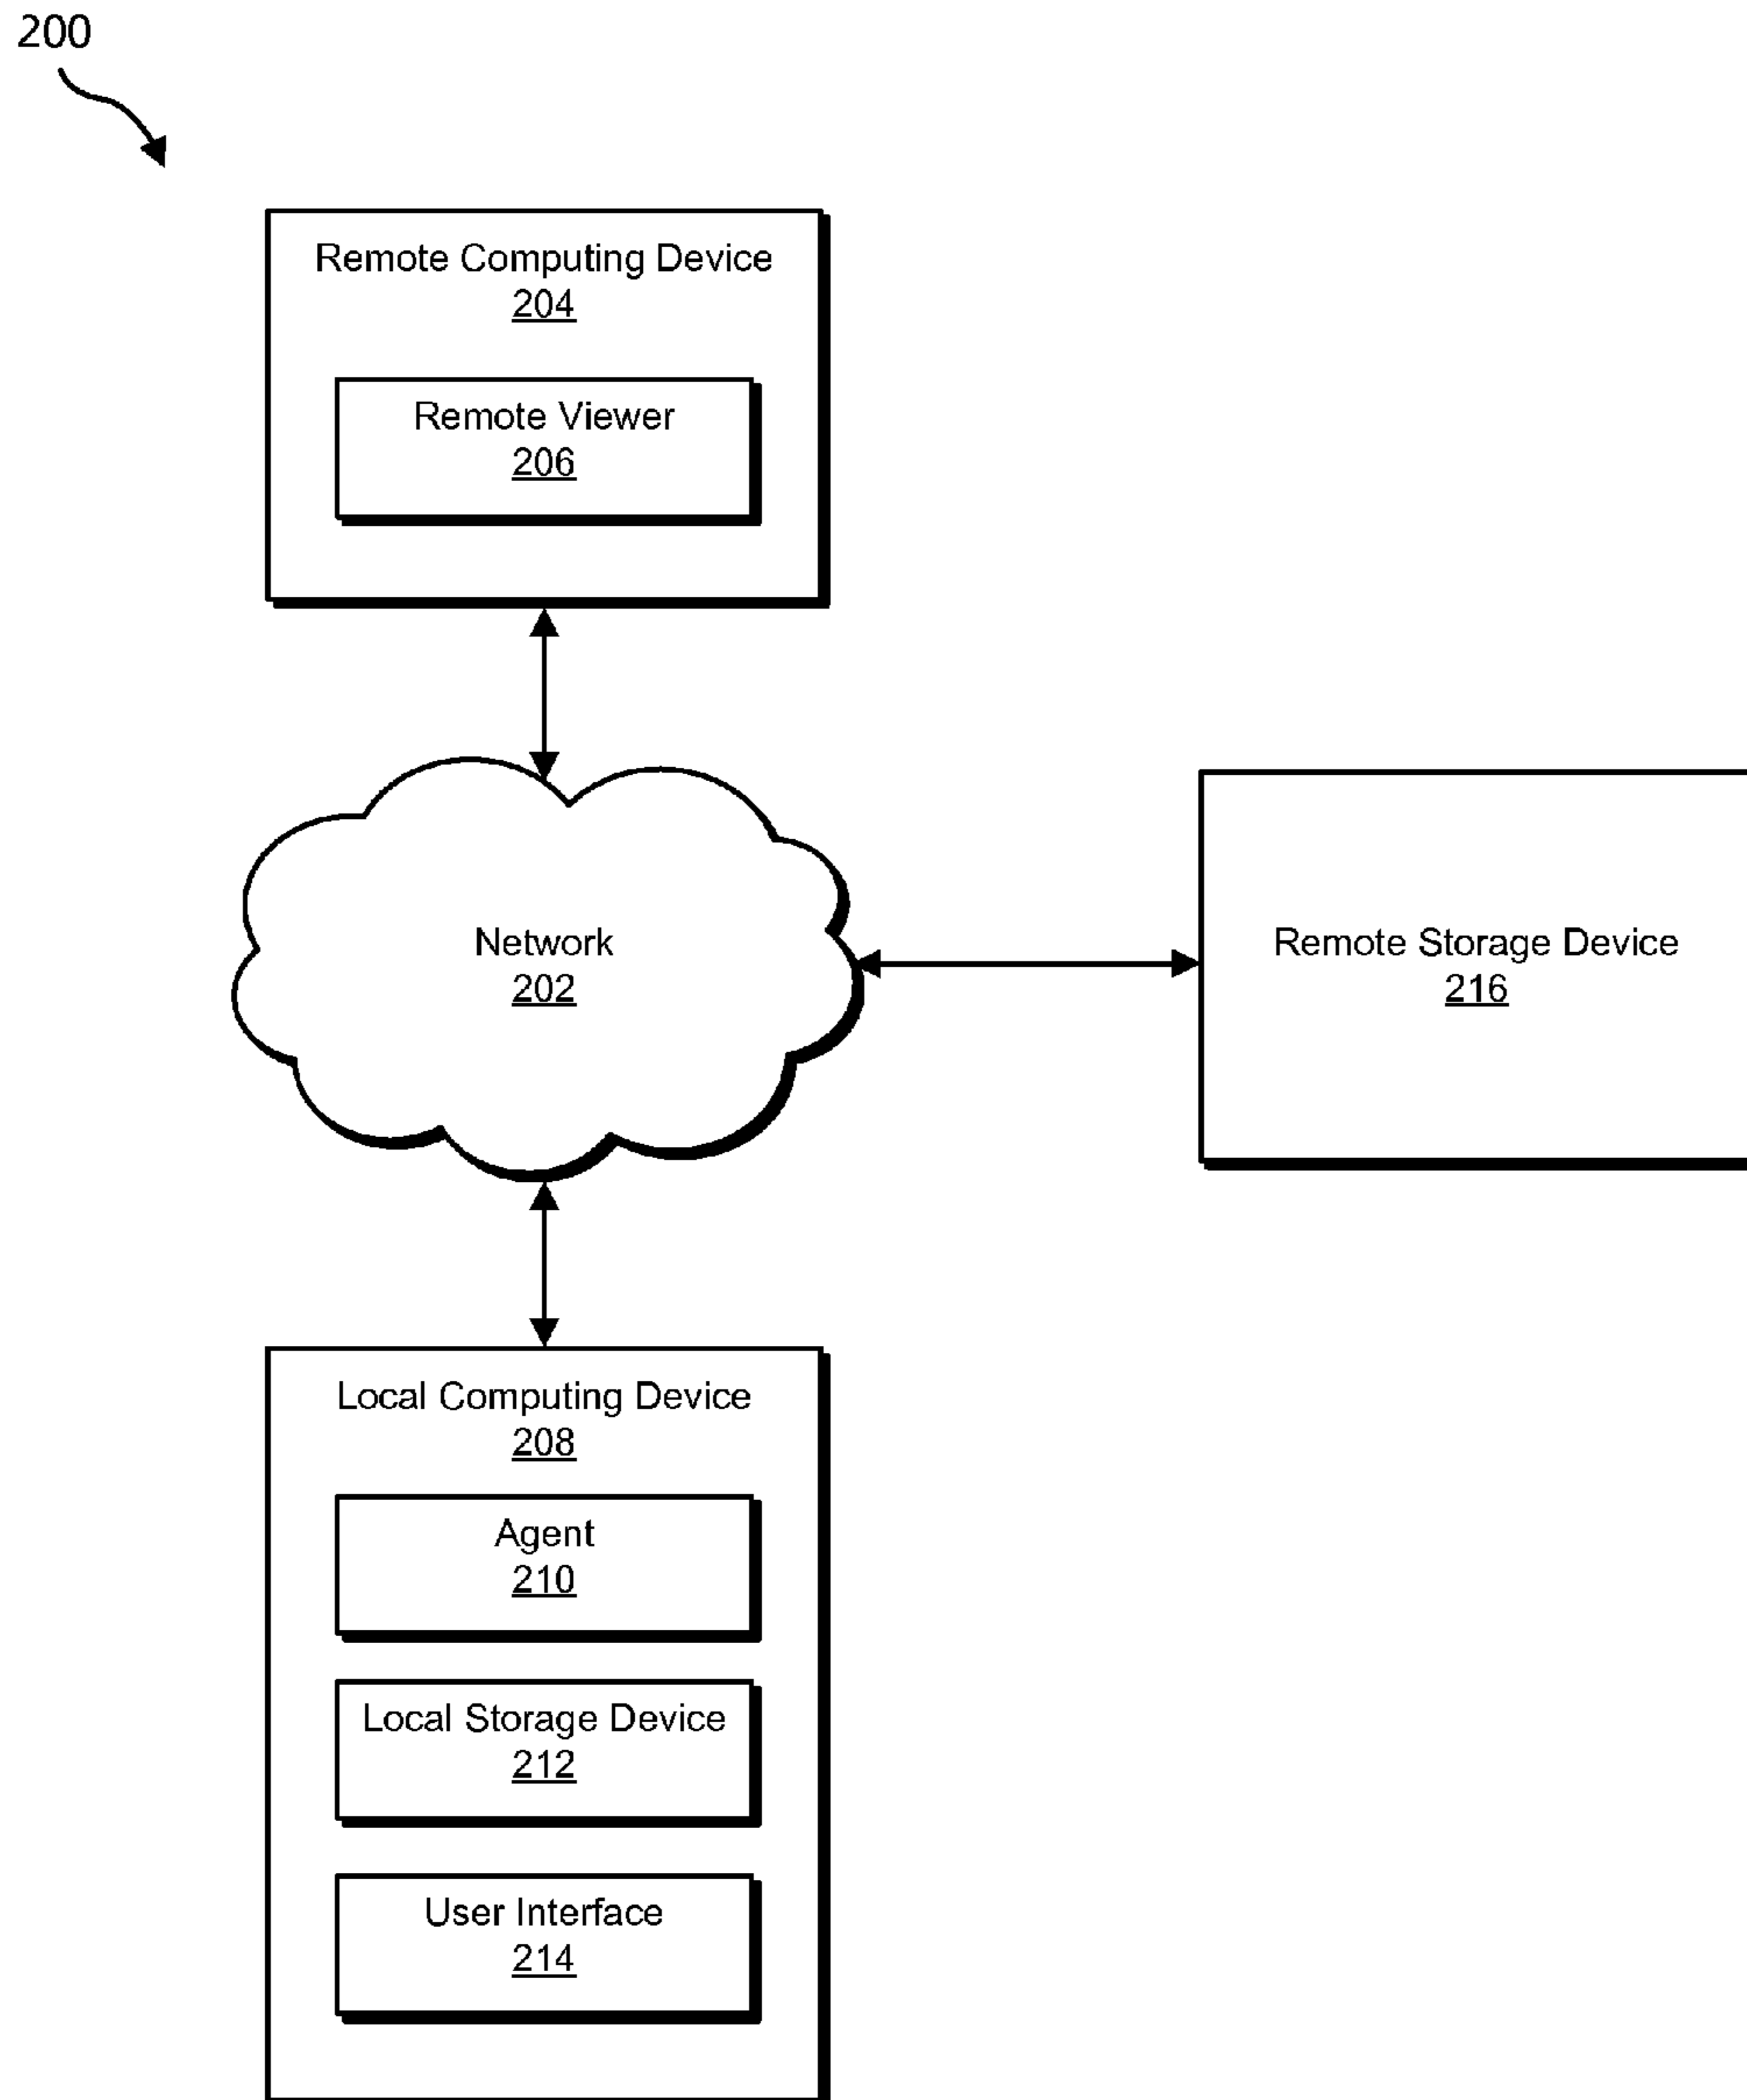 200
Remote Computing Device
204
Remote Viewer
206
Network
202
Remote Storage Device
216
Local Computing Device
208
Agent
210
Local Storage Device
212
User Interface
214